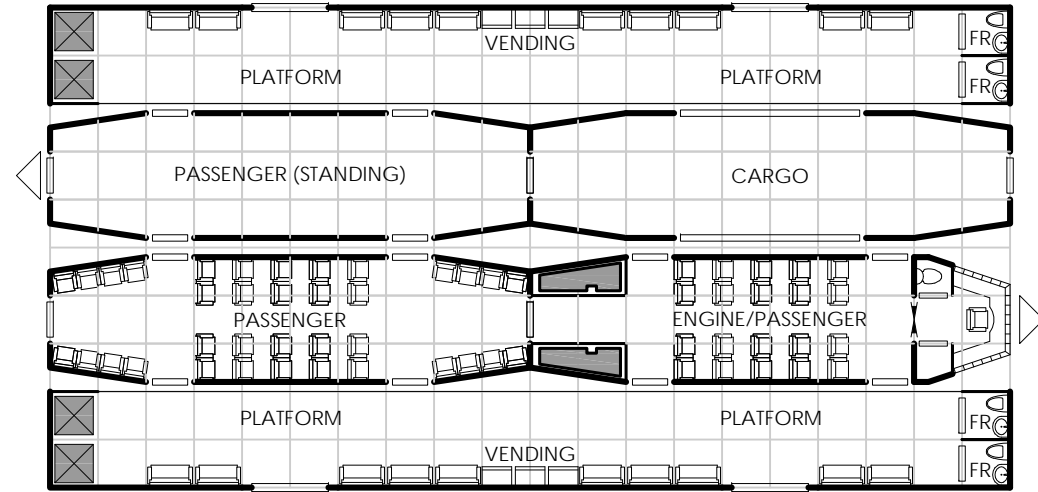 VENDING
FR
PLATFORM
PLATFORM
FR
PASSENGER (STANDING)
CARGO
PASSENGER
ENGINE/PASSENGER
PLATFORM
PLATFORM
FR
VENDING
FR